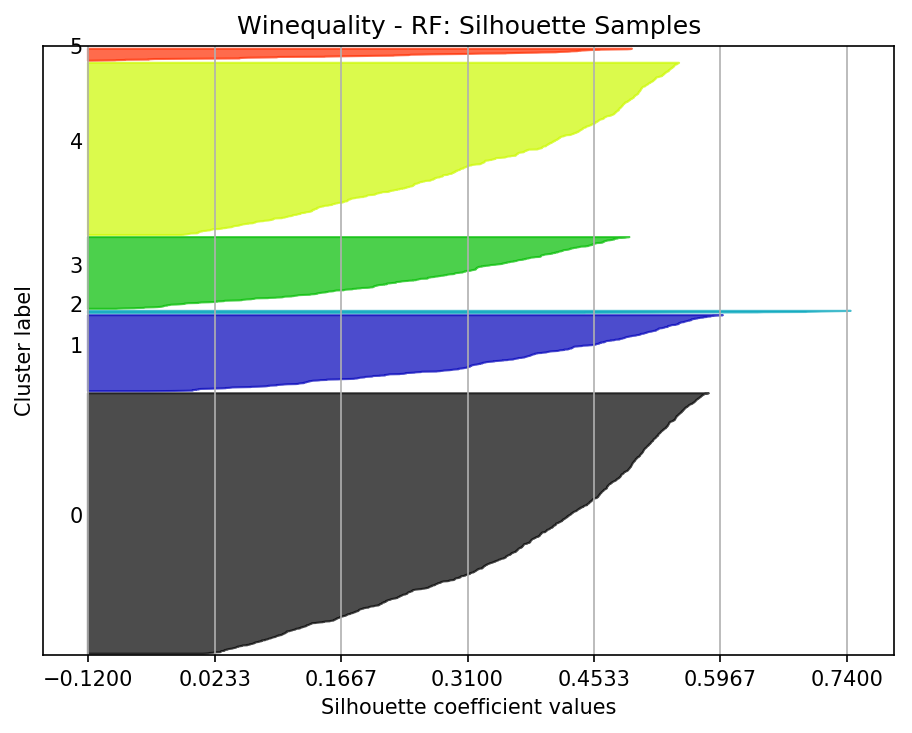 Winequality - RF: Silhouette Samples
5
4
3
2
1
0
Cluster label
−0.1200 0.0233 0.1667 0.3100 0.4533 0.5967 0.7400
Silhouette coefficient values